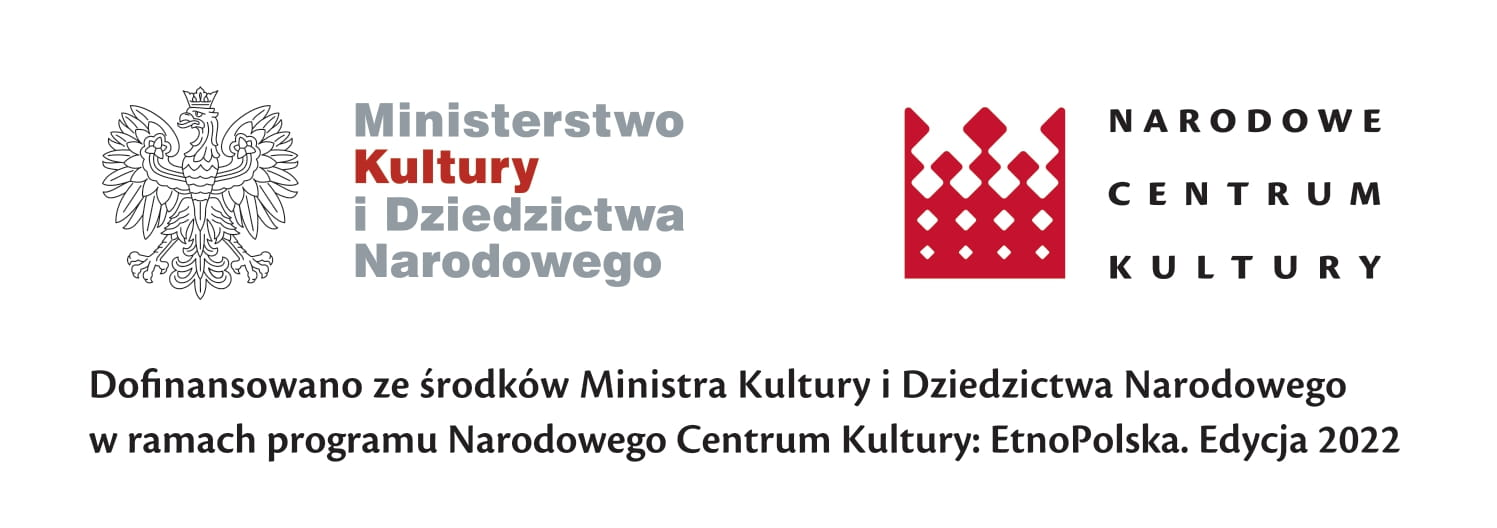 Ministerstwo
Kultury
i Dziedzictwa
Narodowego
NARODOWE
CENTRUM
KULTURY
Dofinansowano ze środków Ministra Kultury i Dziedzictwa Narodowego
w ramach programu Narodowego Centrum Kultury: EtnoPolska. Edycja 2022